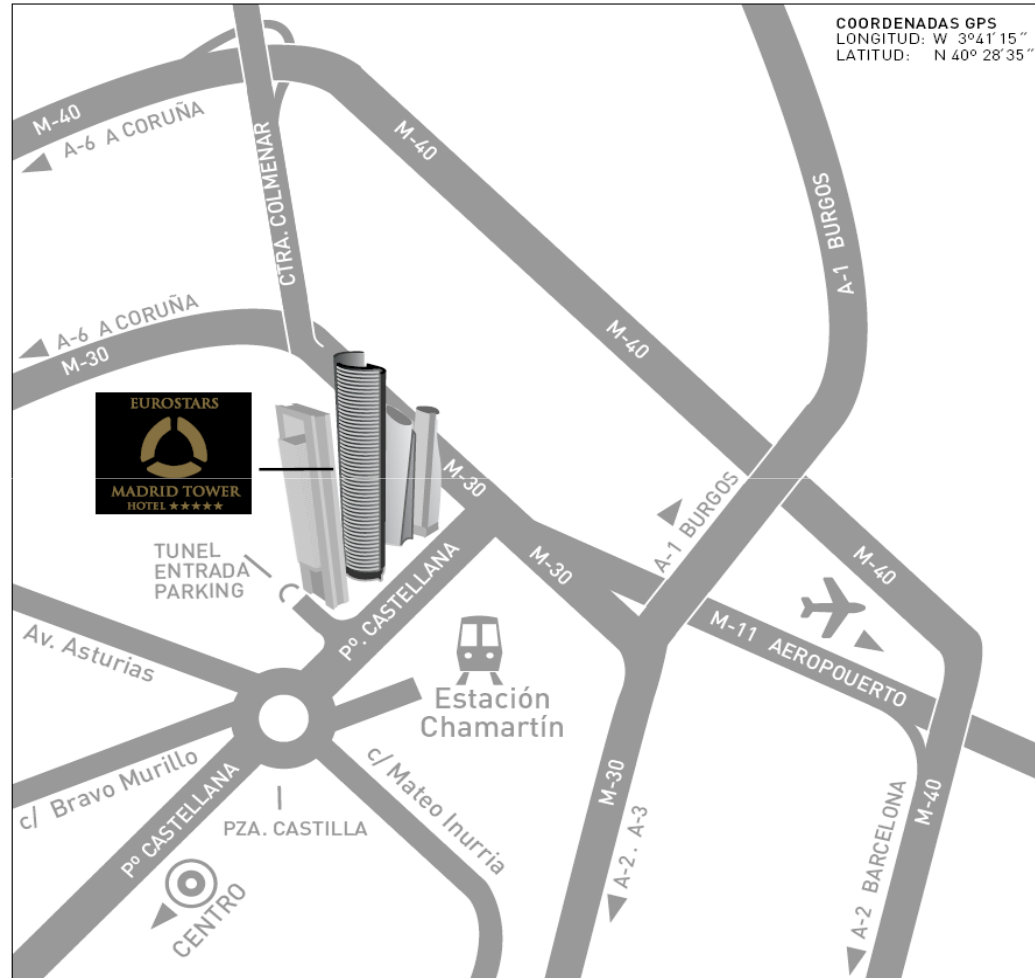 COORDENADAS GPS
LONGITUD: W 3º41´15˝
LATITUD: N 40º 28´35˝
M-40
A-6 A CORUÑA
CTRA. COLMENAR
M-40
A-1 BURGOS
A-6 A CORUÑA
M-30
M-40
EUROSTARS
MADRID TOWER
HOTEL ★★★★★
M-30
A-1 BURGOS
TUNEL
ENTRADA
PARKING
Pº. CASTELLANA
M-30
M-40
M-11 AEROPOUERTO
Av. Asturias
Estación
Chamartín
c/ Bravo Murillo
Pº CASTELLANA
PZA. CASTILLA
c/ Mateo Inurria
M-30
M-40
A-2 . A-3
A-2 BARCELONA
CENTRO